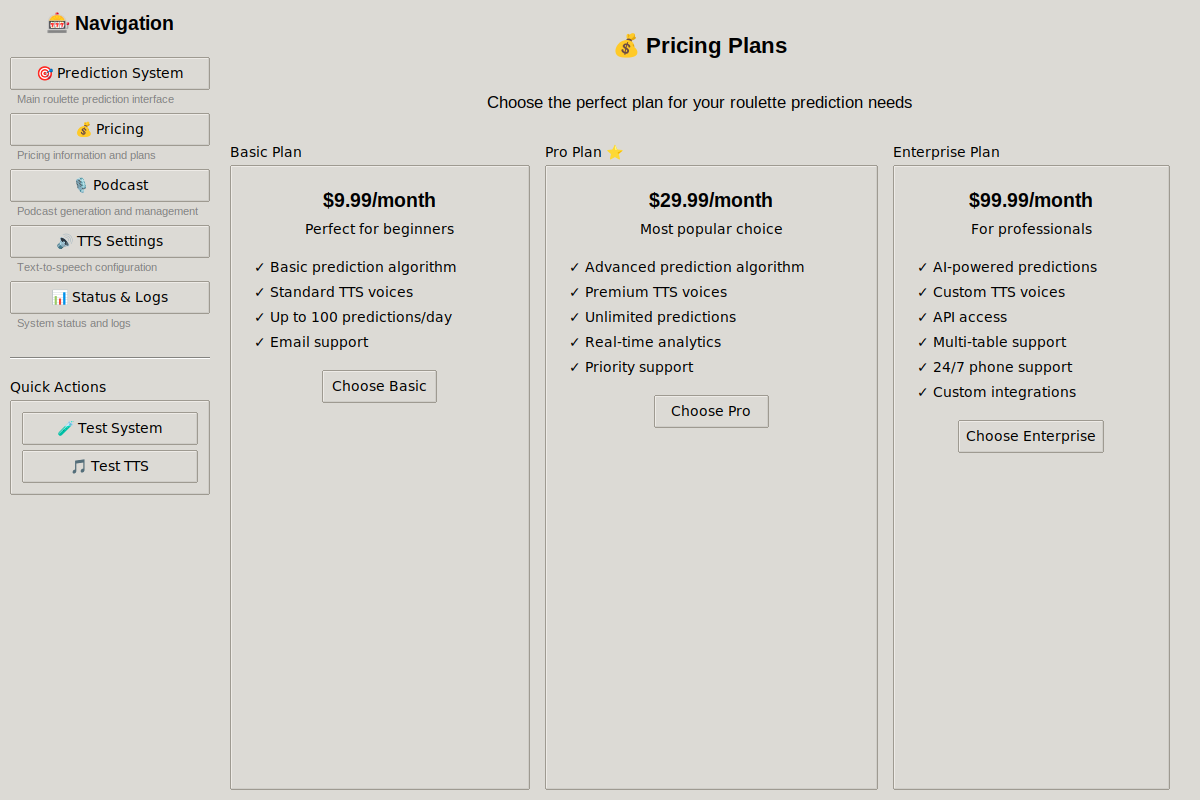 🎰 Navigation
🎯 Prediction System
Main roulette prediction interface
💰 Pricing
Pricing information and plans
🎙️ Podcast
Podcast generation and management
🔊 TTS Settings
Text-to-speech configuration
📊 Status & Logs
System status and logs
Quick Actions
🧪 Test System
🎵 Test TTS
💰 Pricing Plans
Choose the perfect plan for your roulette prediction needs
Basic Plan
$9.99/month
Perfect for beginners
✓ Basic prediction algorithm
✓ Standard TTS voices
✓ Up to 100 predictions/day
✓ Email support
Choose Basic
Pro Plan ⭐
$29.99/month
Most popular choice
✓ Advanced prediction algorithm
✓ Premium TTS voices
✓ Unlimited predictions
✓ Real-time analytics
✓ Priority support
Choose Pro
Enterprise Plan
$99.99/month
For professionals
✓ AI-powered predictions
✓ Custom TTS voices
✓ API access
✓ Multi-table support
✓ 24/7 phone support
✓ Custom integrations
Choose Enterprise